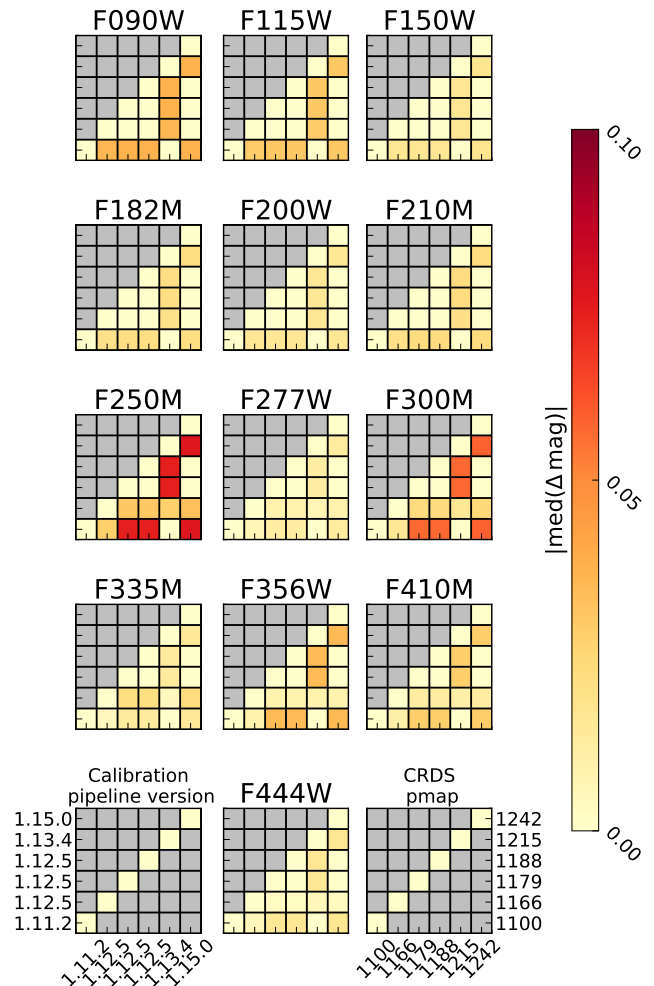 F090W F115W F150W
F182M F200W F210M
F250M F277W F300M
F335M F356W F410M
Calibration
pipeline version
F444W
CRDS
pmap
1.15.0
1.13.4
1.12.5
1.12.5
1.12.5
1.11.2
1.11.2 1.12.5 1.12.5 1.12.5 1.13.4 1.15.0
1242
1215
1188
1179
1166
1100
1100 1166 1179 1188 1215 1242
|med(Δ mag)|
0.10
0.05
0.00